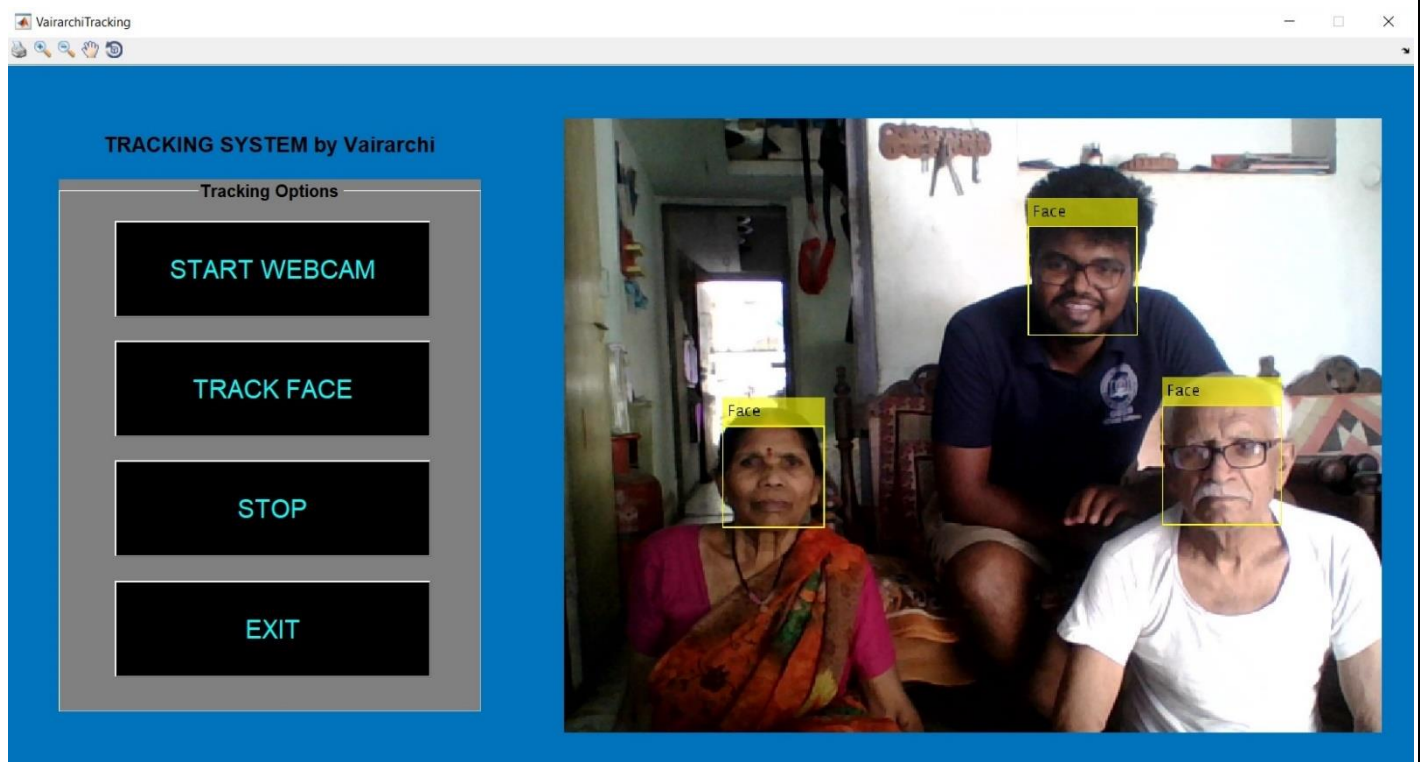 VairarchiTracking
TRACKING SYSTEM by Vairarchi
Tracking Options
START WEBCAM
TRACK FACE
STOP
EXIT
Face
Face
Face